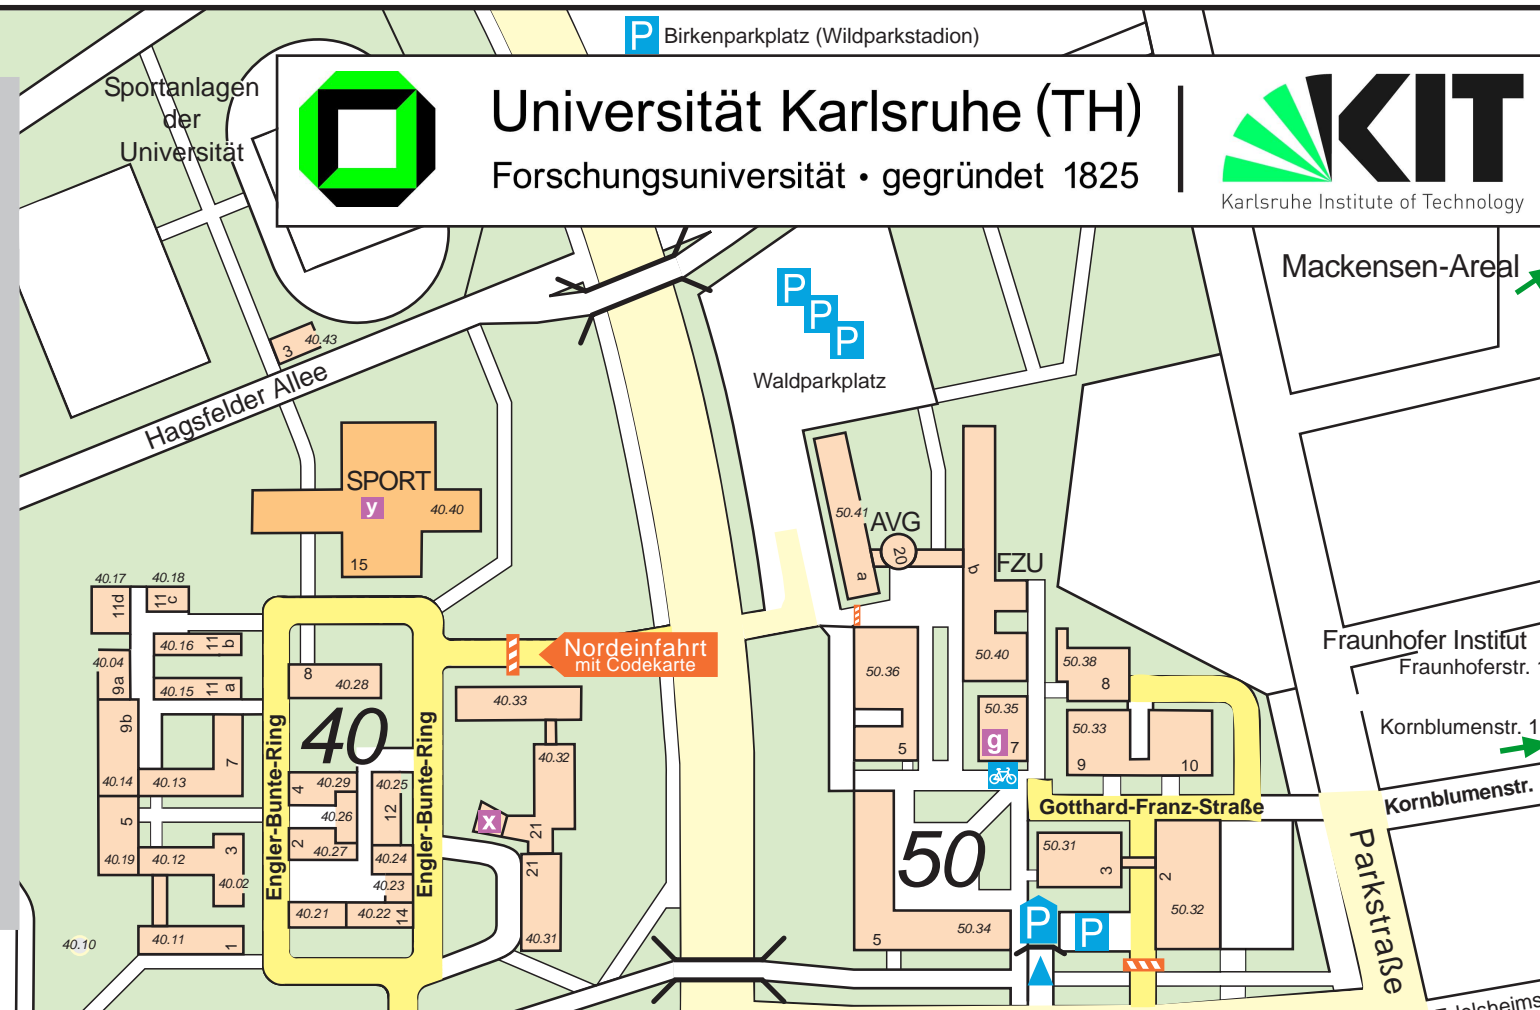 P Birkenparkplatz (Wildparkstadion)
Sportanlagen
der
Universität
Universität Karlsruhe (TH)
Forschungsuniversität • gegründet 1825
KIT
Karlsruhe Institute of Technology
Mackensen-Areal
P
P
P
Waldparkplatz
3 40.43
Hagsfelder Allee
SPORT
y 40.40
15
50.41
AVG
20
a
b
FZU
40.17 40.18
11d
11 c
40.16 11 b
40.04
9a
40.15 11 a
Nordeinfahrt
mit Codekarte
8
40.28
40
9b
7
40.14 40.13
Engler-Bunte-Ring
Engler-Bunte-Ring
40.33
40.32
4 40.29 40.25
40.26
12
2
40.27 40.24
40.23
40.21 40.22 14
x
21
21
40.31
5
40.19 40.12 3
40.02
40.11 1
40.10
50.36
5
50.40
50.35
g 7
50.38
8
50.33
9 10
Fraunhofer Institut
Fraunhoferstr. 1
Kornblumenstr. 1
Gotthard-Franz-Straße
Kornblumenstr.
50
50.31
3
2
50.32
50.34
5
P
P
Parkstraße